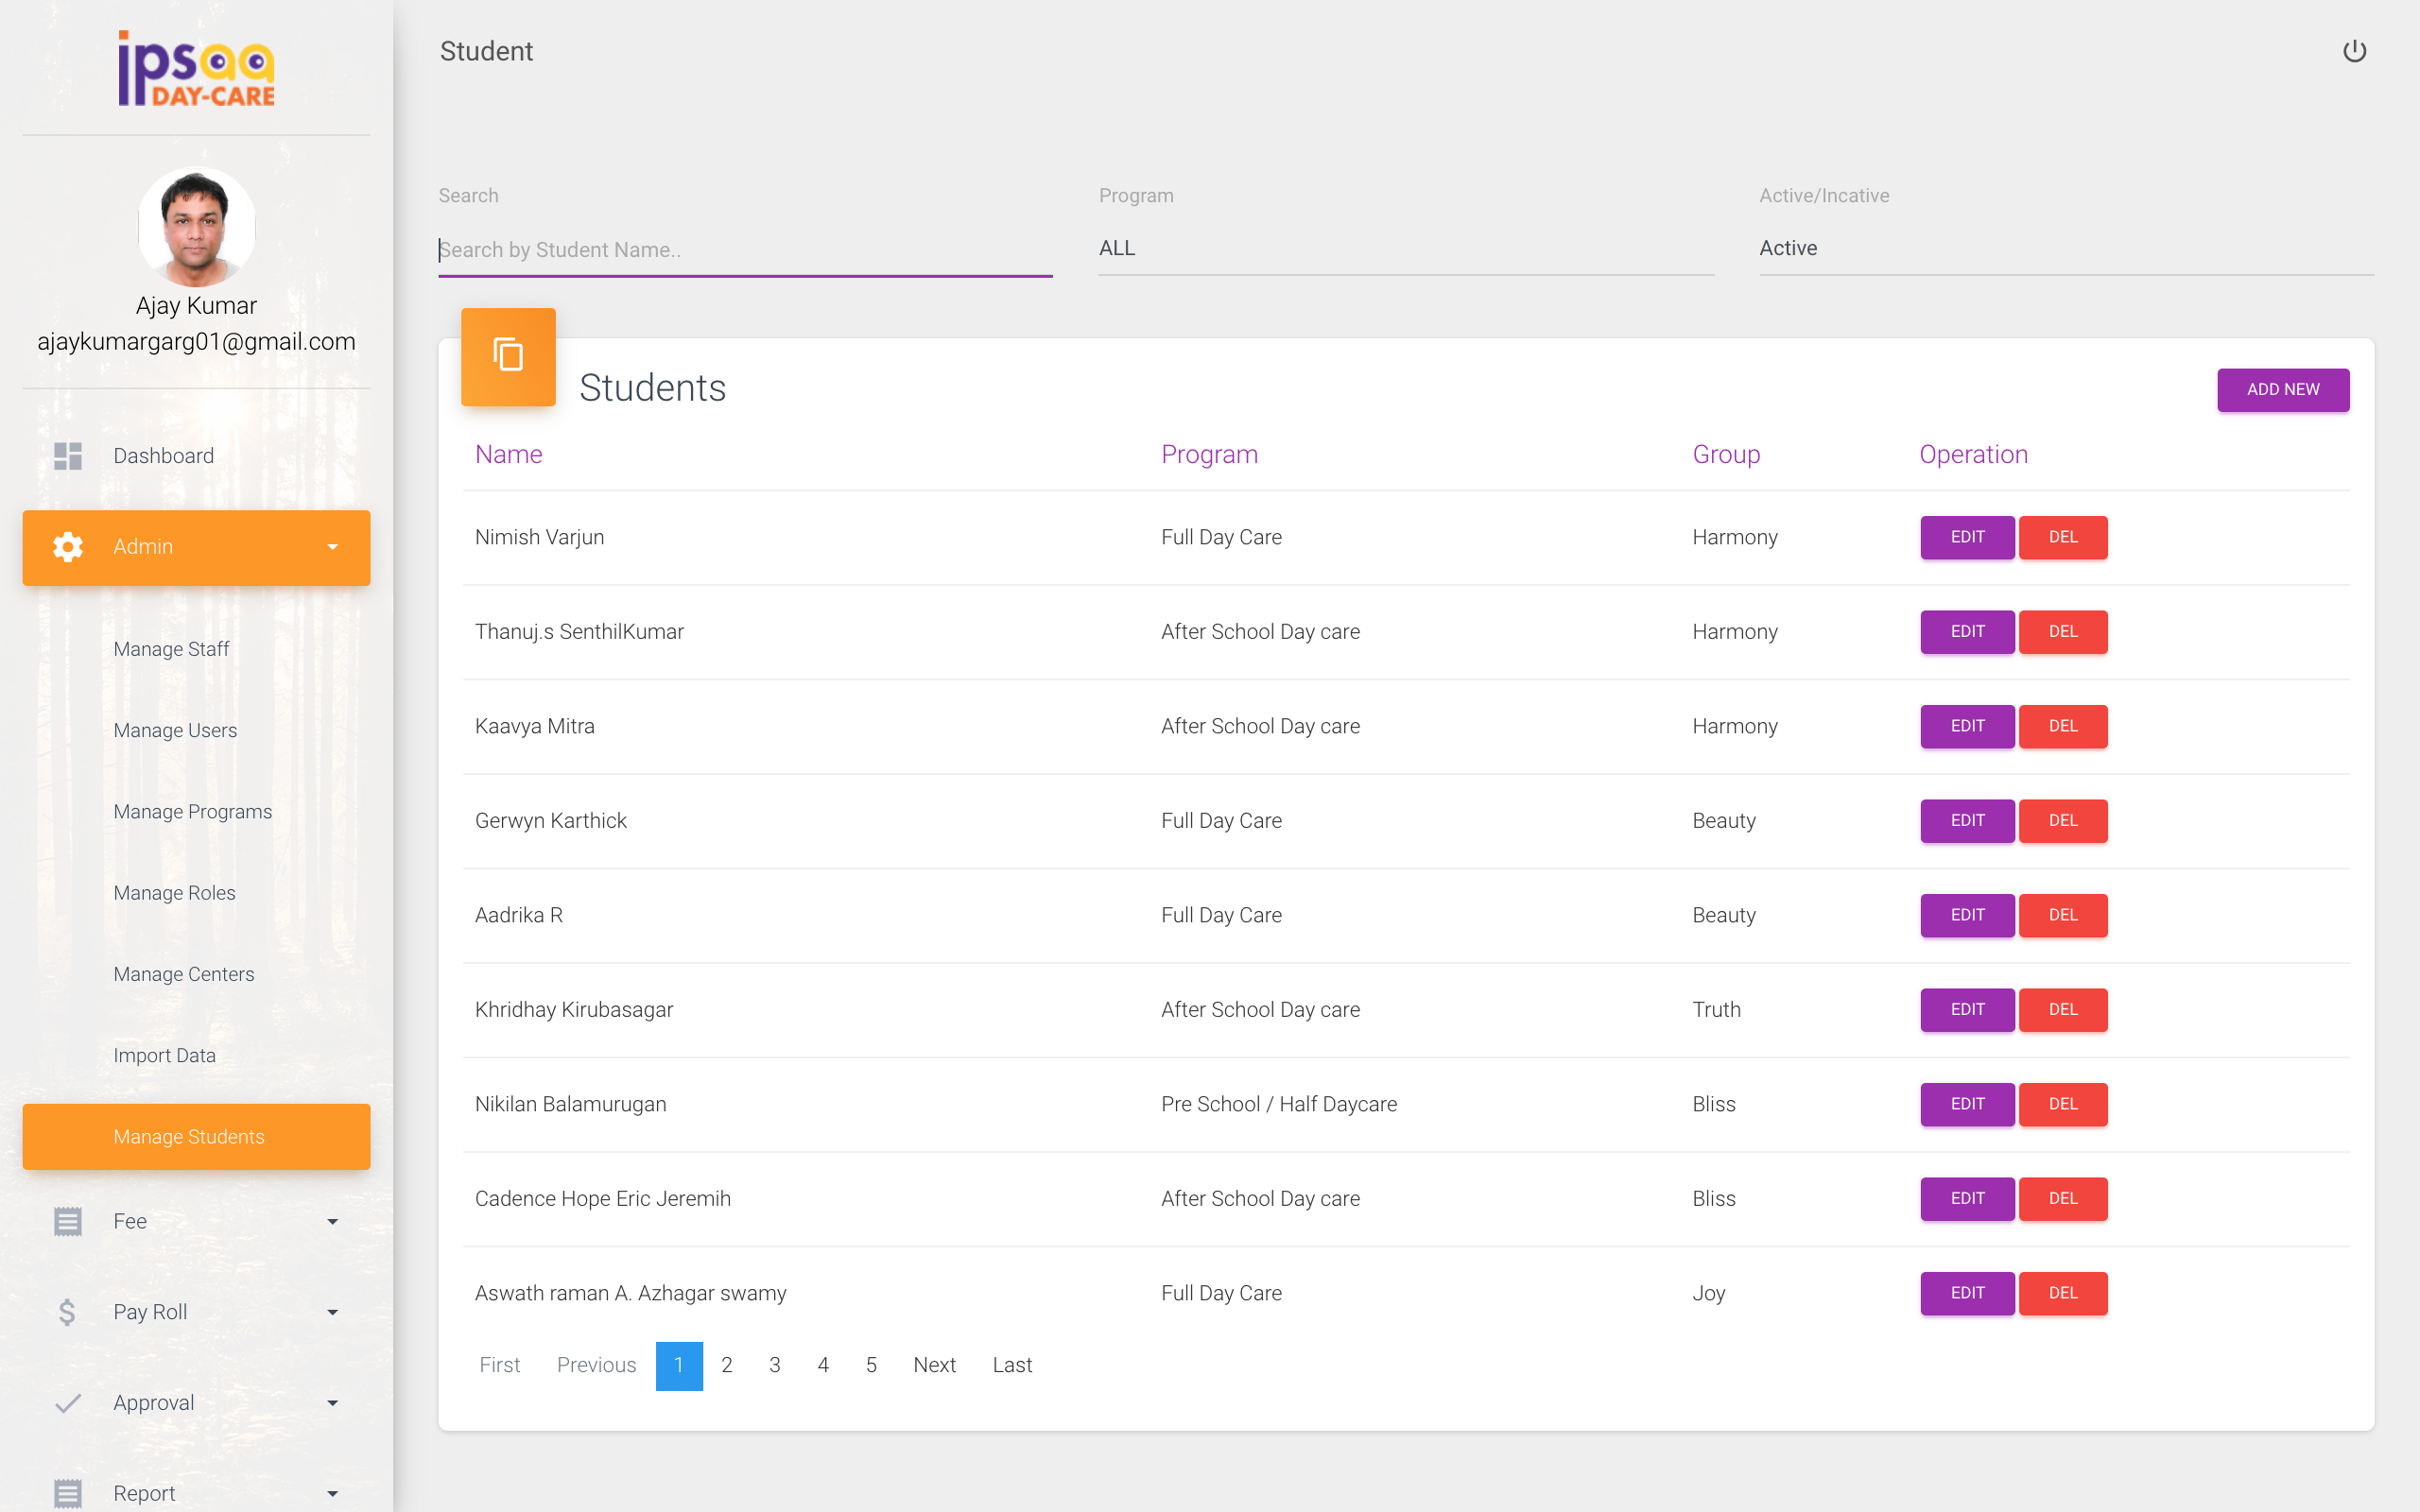 ipsaa
DAY-CARE
Ajay Kumar
ajaykumargarg01@gmail.com
Dashboard
Admin
Manage Staff
Manage Users
Manage Programs
Manage Roles
Manage Centers
Import Data
Manage Students
Fee
Pay Roll
Approval
Report
Student
Search Program Active/Incative
Search by Student Name.. ALL Active
Students ADD NEW
Name Program Group Operation
Nimish Varjun Full Day Care Harmony EDIT DEL
Thanuj.s SenthilKumar After School Day care Harmony EDIT DEL
Kaavya Mitra After School Day care Harmony EDIT DEL
Gerwyn Karthick Full Day Care Beauty EDIT DEL
Aadrika R Full Day Care Beauty EDIT DEL
Khridhay Kirubasagar After School Day care Truth EDIT DEL
Nikilan Balamurugan Pre School / Half Daycare Bliss EDIT DEL
Cadence Hope Eric Jeremih After School Day care Bliss EDIT DEL
Aswath raman A. Azhagar swamy Full Day Care Joy EDIT DEL
First Previous 1 2 3 4 5 Next Last